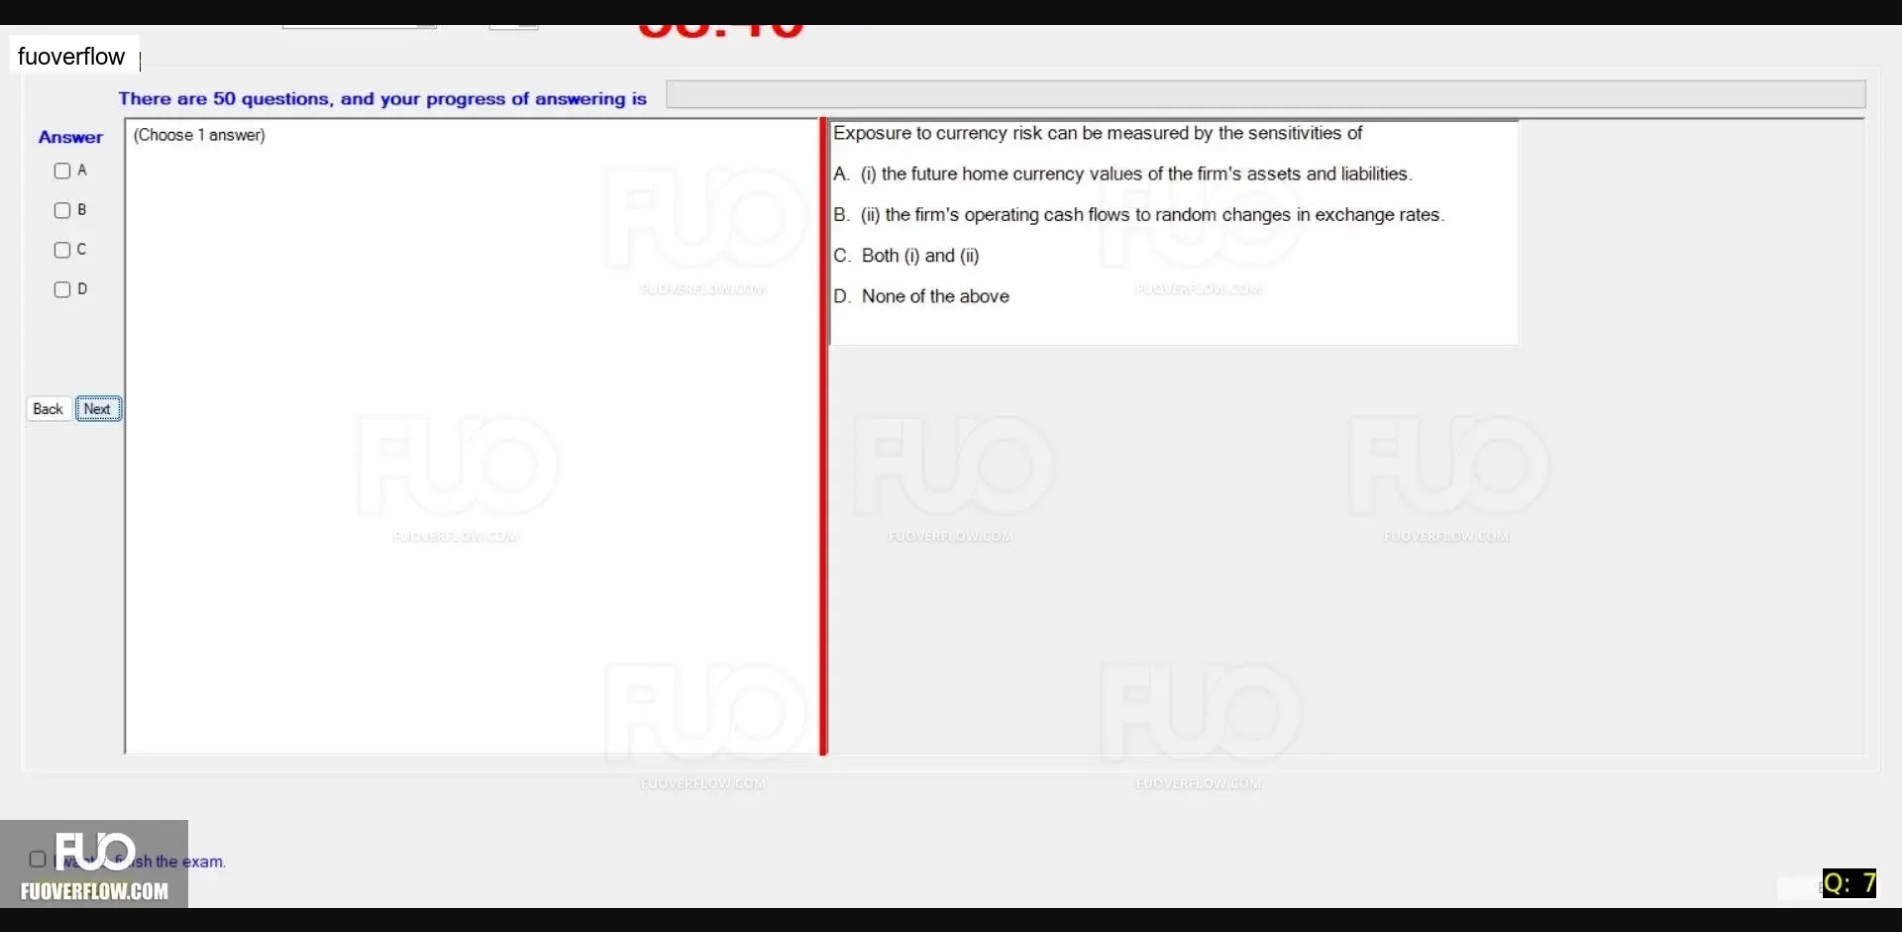 fuoverflow
There are 50 questions, and your progress of answering is
Answer
(Choose 1 answer)
A
B
C
D
Back
Next
Exposure to currency risk can be measured by the sensitivities of
A. (i) the future home currency values of the firm's assets and liabilities.
B. (ii) the firm's operating cash flows to random changes in exchange rates.
C. Both (i) and (ii)
D. None of the above
FUO
FUOVERFLOW.COM
FUO
FUOVERFLOW.COM
FUO
FUOVERFLOW.COM
FUO
FUOVERFLOW.COM
FUO
FUOVERFLOW.COM
FUO
FUOVERFLOW.COM
FUO
FUOVERFLOW.COM
the exam.
FUO
FUOVERFLOW.COM
Q: 7